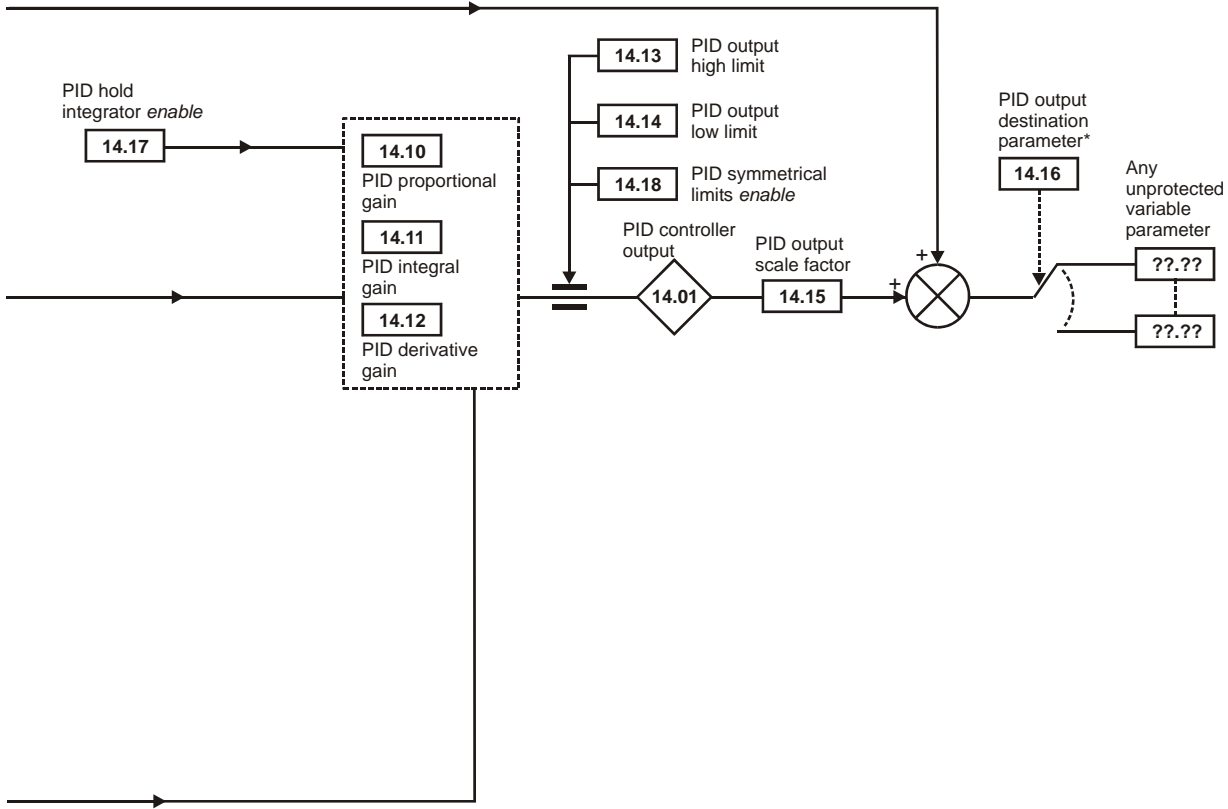 PID hold
integrator enable
14.17
14.10
PID proportional
gain
14.11
PID integral
gain
14.12
PID derivative
gain
14.13
PID output
high limit
14.14
PID output
low limit
14.18
PID symmetrical
limits enable
PID controller
output
14.01
PID output
scale factor
14.15
+
+
PID output
destination
parameter*
14.16
Any
unprotected
variable
parameter
??.??
??.??